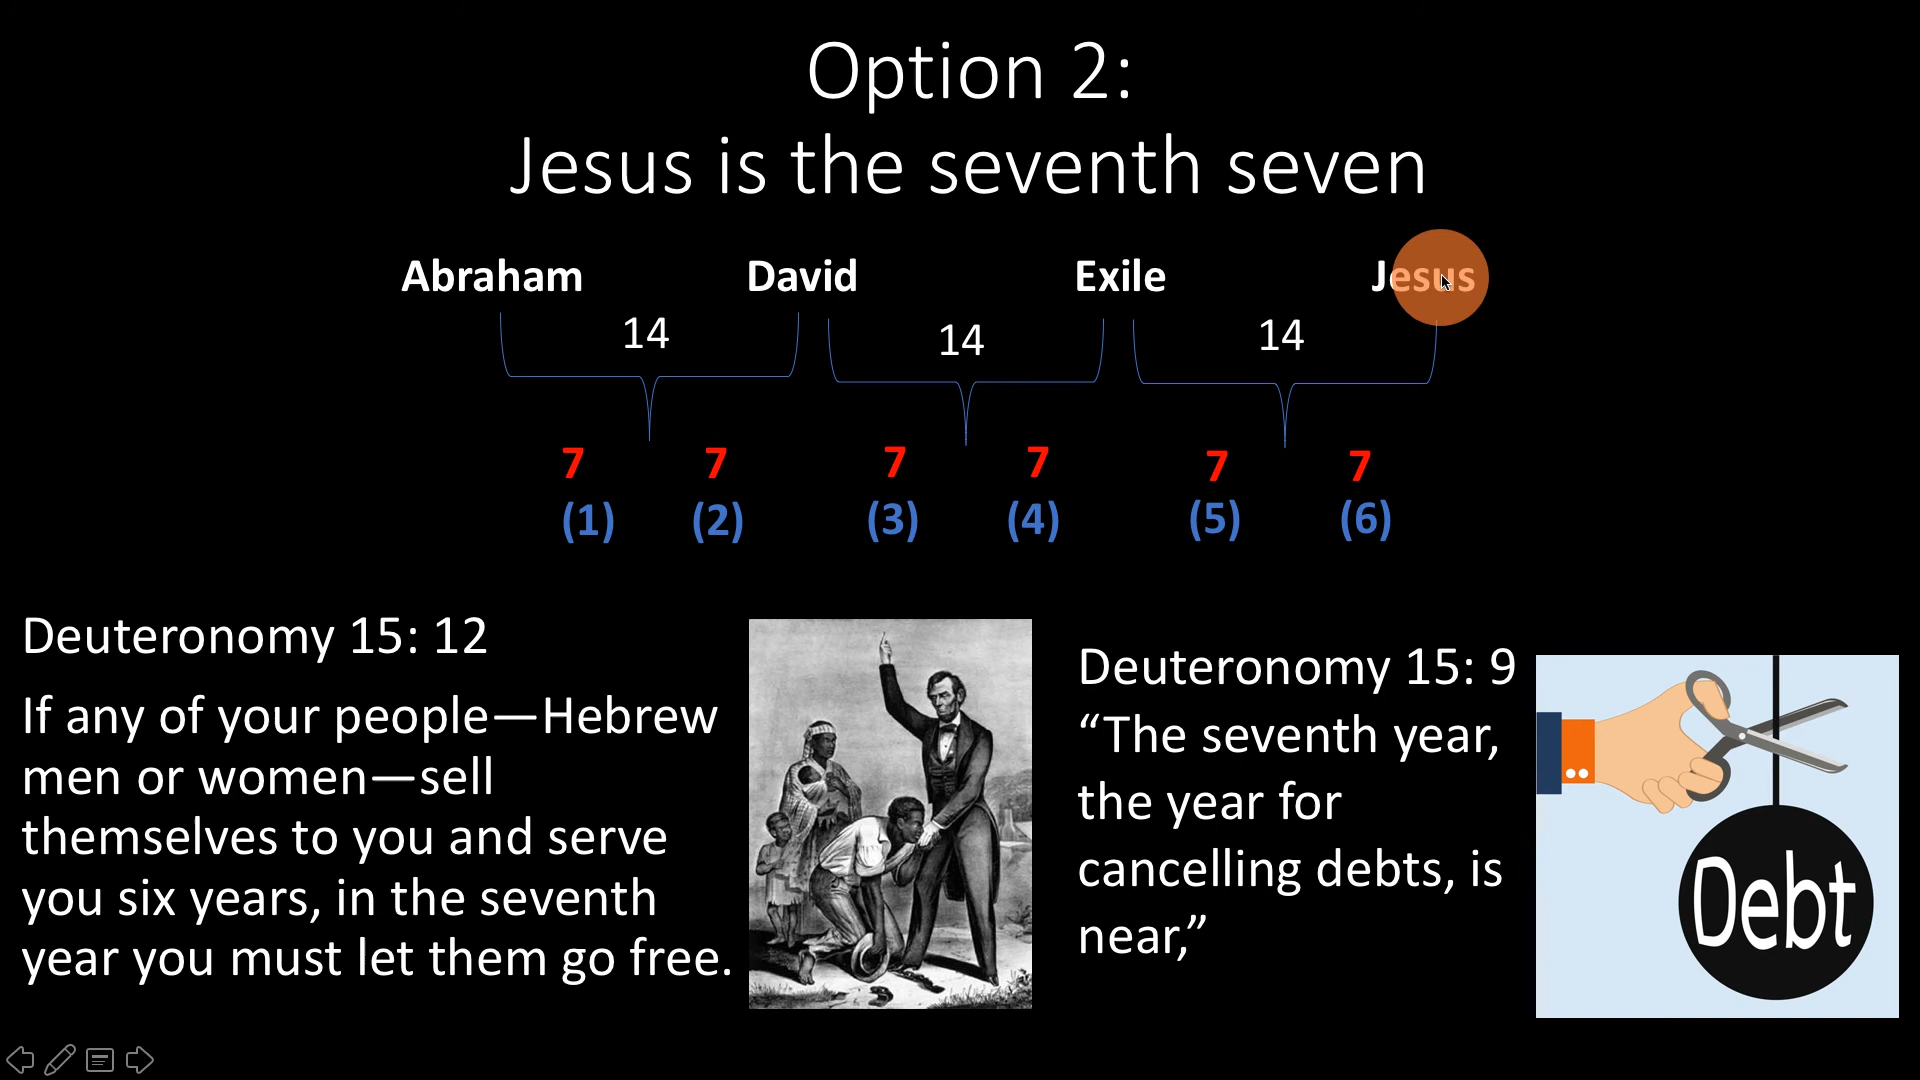 Option 2:
Jesus is the seventh seven
Abraham David Exile Jesus
14 14 14
7 7 7 7 7 7
(1) (2) (3) (4) (5) (6)
Deuteronomy 15: 12
If any of your people—Hebrew
men or women—sell
themselves to you and serve
you six years, in the seventh
year you must let them go free.
Deuteronomy 15: 9
“The seventh year,
the year for
cancelling debts, is
near,”
Debt